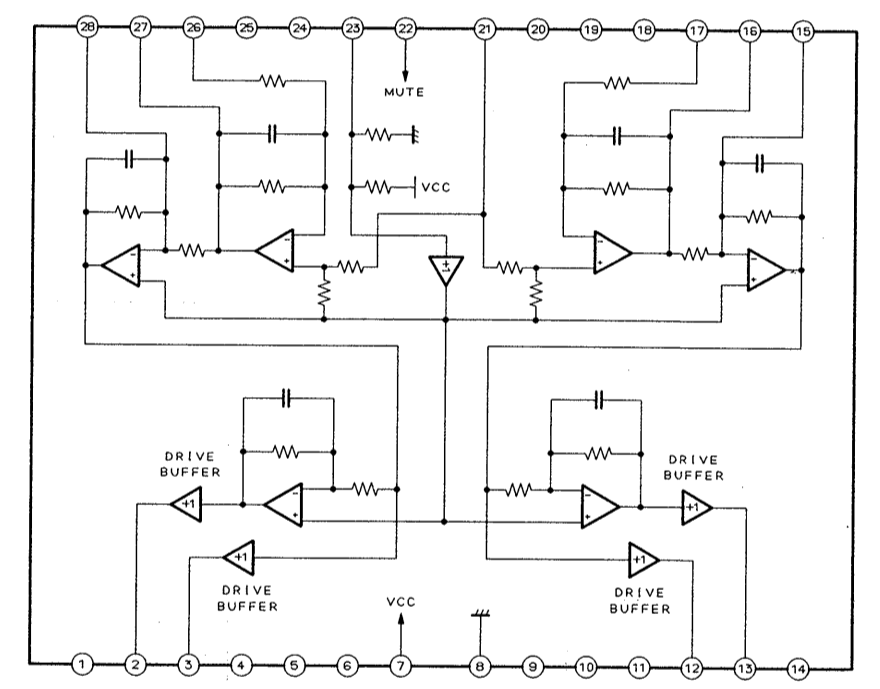 28 27 26 25 24 23 22 21 20 19 18 17 16 15
MUTE
VCC
− − − −
+ + + +
+1
DRIVE
BUFFER
DRIVE
BUFFER
− −
+ +
+1 +1
+1 +1
DRIVE
BUFFER
DRIVE
BUFFER
VCC
1 2 3 4 5 6 7 8 9 10 11 12 13 14